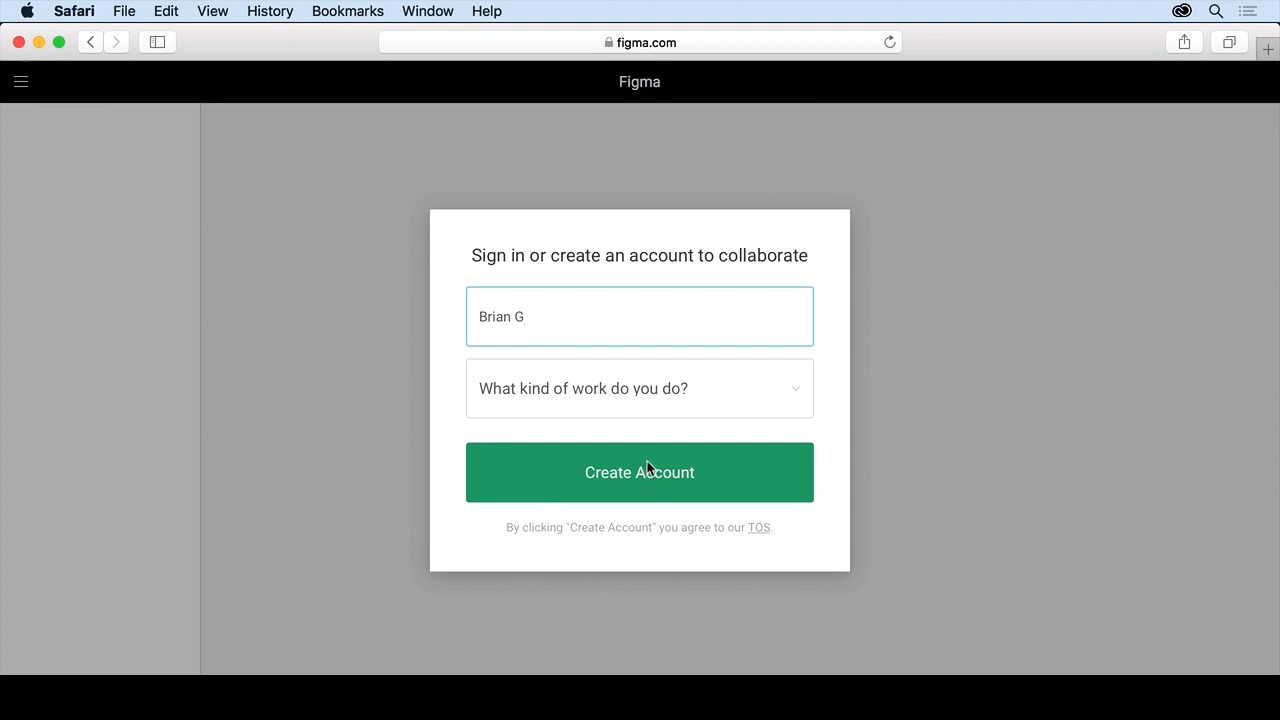 Safari File Edit View History Bookmarks Window Help
figma.com
Figma
Sign in or create an account to collaborate
Brian G
What kind of work do you do?
Create Account
By clicking "Create Account" you agree to our TOS.